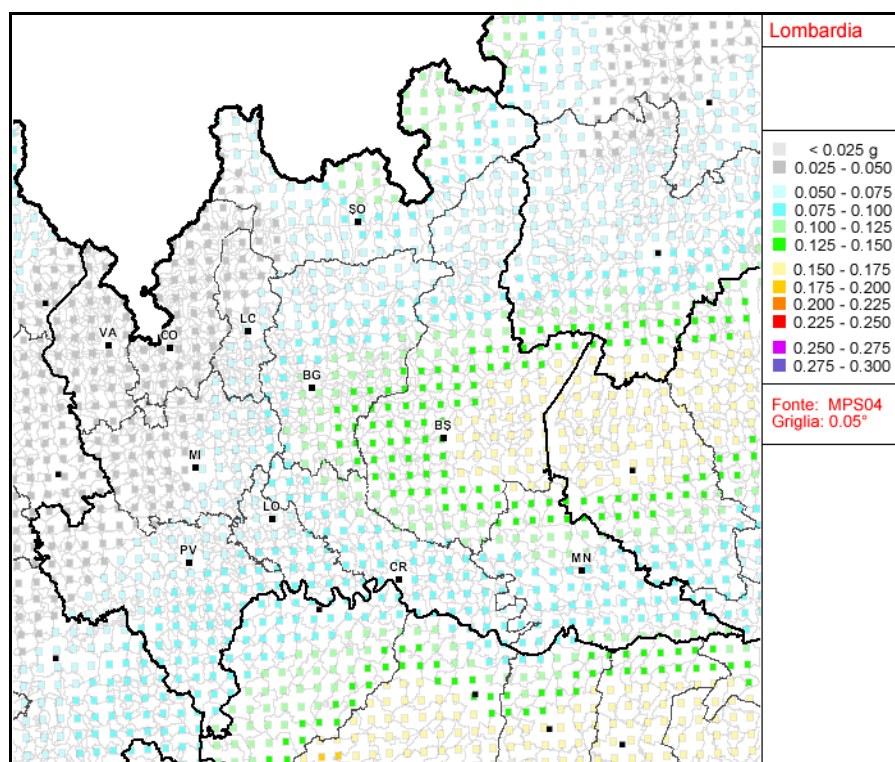 Lombardia
< 0.025 g
0.025 - 0.050
0.050 - 0.075
0.075 - 0.100
0.100 - 0.125
0.125 - 0.150
0.150 - 0.175
0.175 - 0.200
0.200 - 0.225
0.225 - 0.250
0.250 - 0.275
0.275 - 0.300
Fonte: MPS04
Griglia: 0.05°
SO
VA
CO
LC
BG
BS
MI
LO
PV
CR
MN